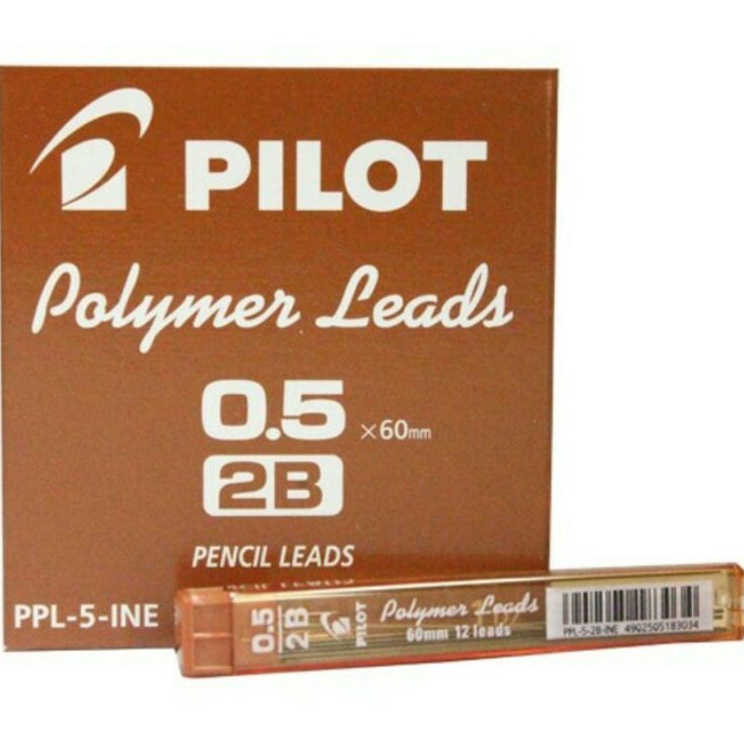 PILOT
Polymer Leads
0.5 ×60mm
2B
PENCIL LEADS
PPL-5-INE
0.5
2B
PILOT
Polymer Leads
60mm 12 leads
PPL-5-2B-INE 4902505183034